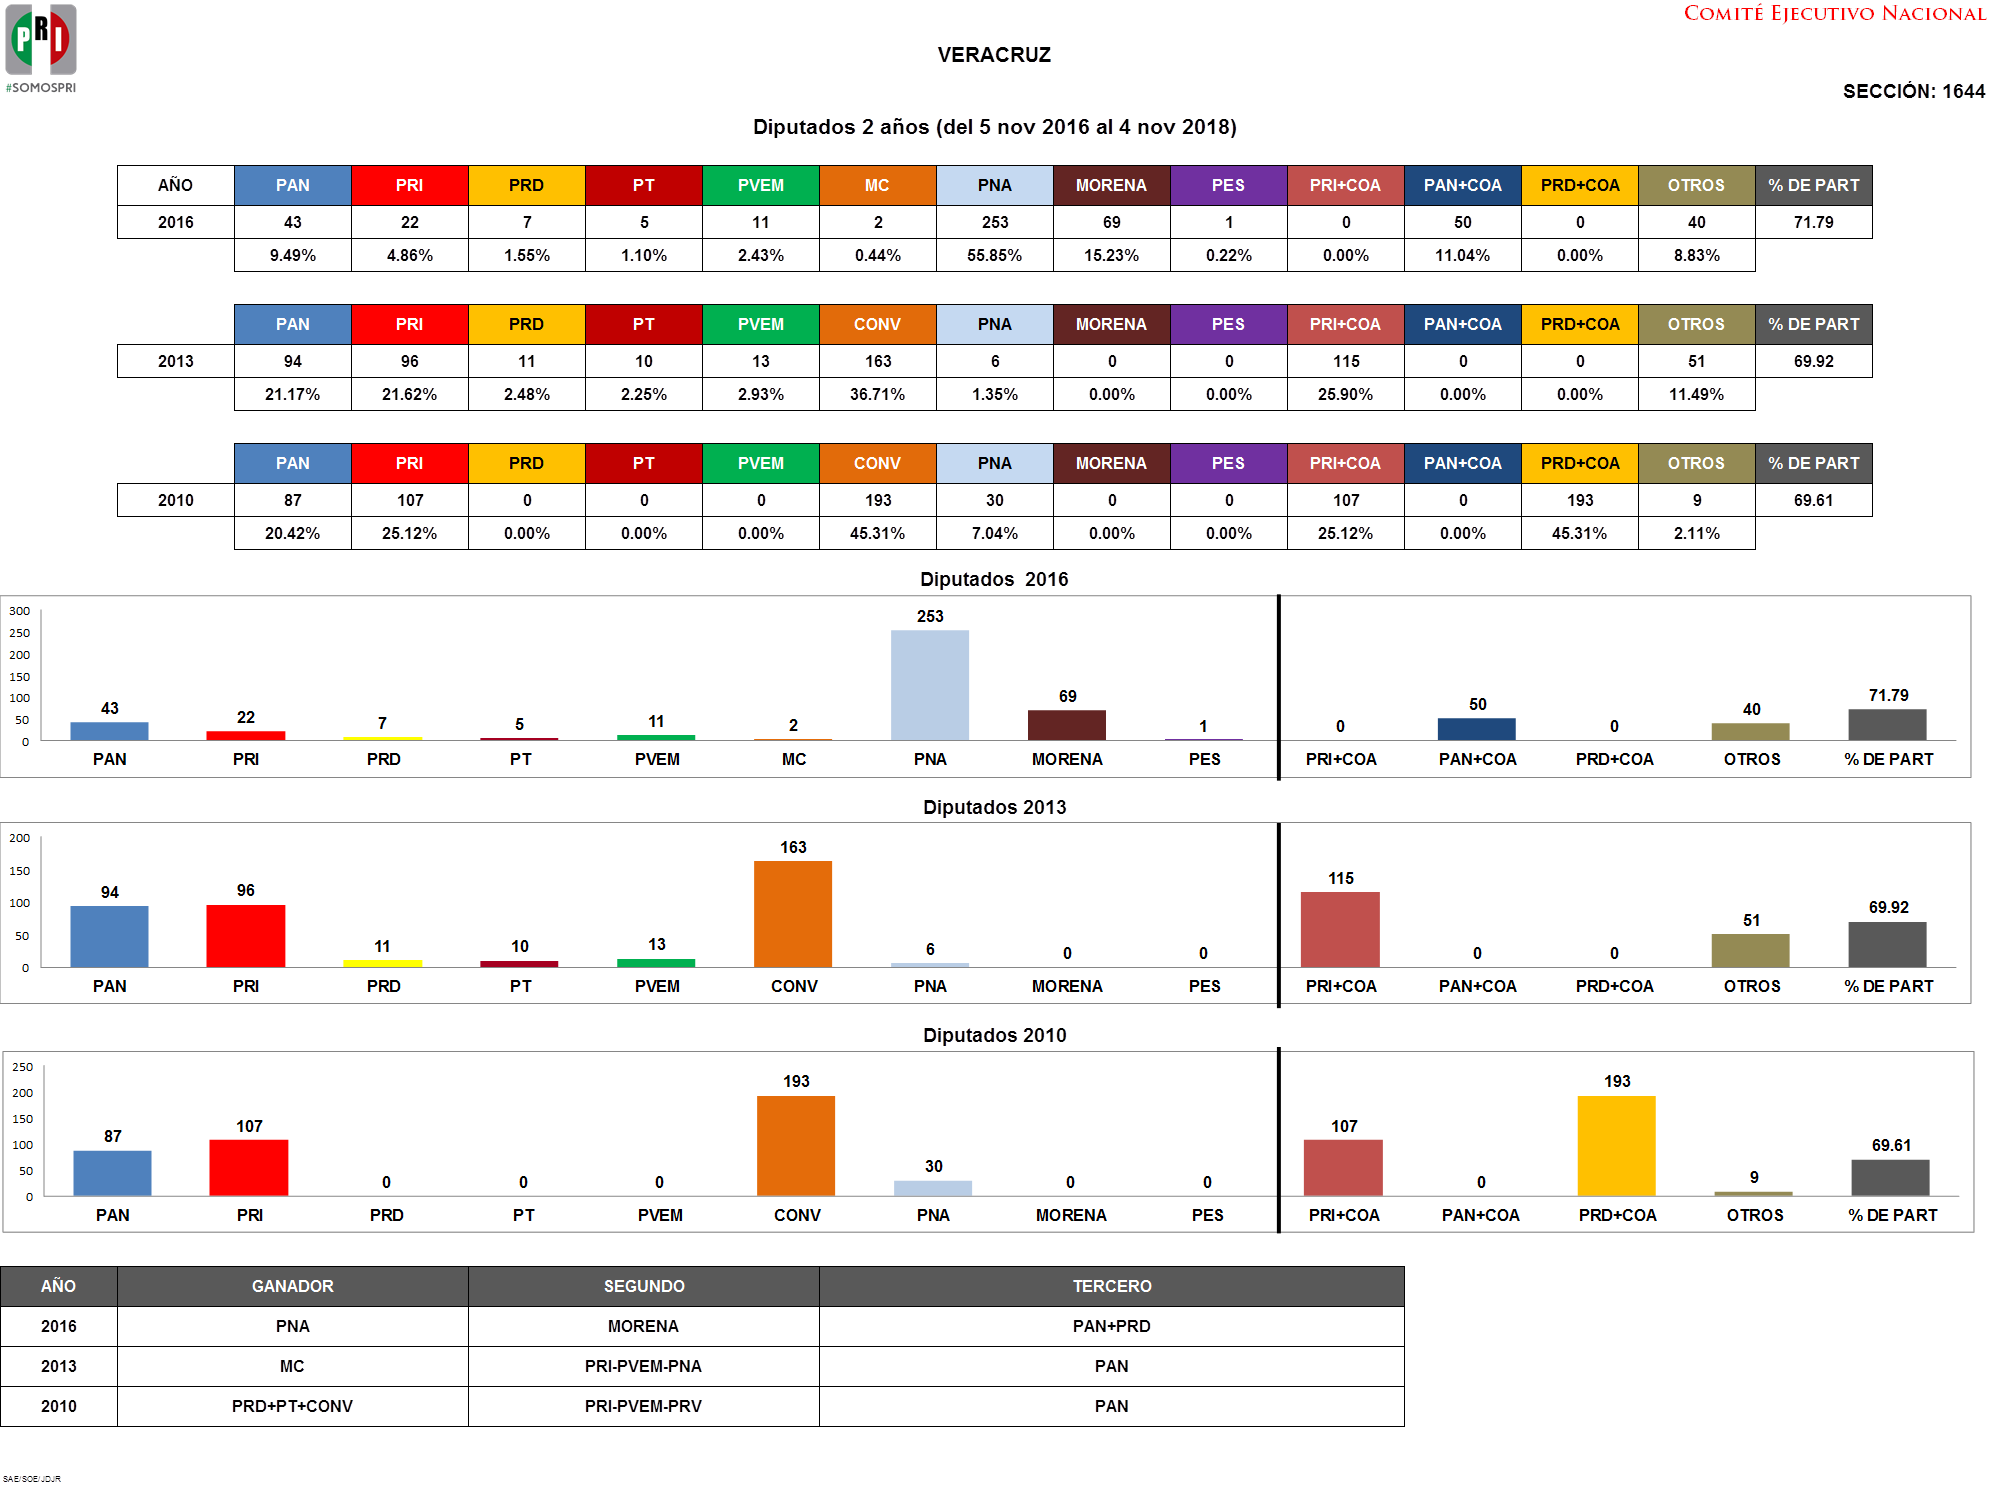 PRI
#SOMOSPRI
COMITÉ EJECUTIVO NACIONAL
VERACRUZ
SECCIÓN: 1644
Diputados 2 años (del 5 nov 2016 al 4 nov 2018)
AÑO PAN PRI PRD PT PVEM MC PNA MORENA PES PRI+COA PAN+COA PRD+COA OTROS % DE PART
2016 43 22 7 5 11 2 253 69 1 0 50 0 40 71.79
9.49% 4.86% 1.55% 1.10% 2.43% 0.44% 55.85% 15.23% 0.22% 0.00% 11.04% 0.00% 8.83%
PAN PRI PRD PT PVEM CONV PNA MORENA PES PRI+COA PAN+COA PRD+COA OTROS % DE PART
2013 94 96 11 10 13 163 6 0 0 115 0 0 51 69.92
21.17% 21.62% 2.48% 2.25% 2.93% 36.71% 1.35% 0.00% 0.00% 25.90% 0.00% 0.00% 11.49%
PAN PRI PRD PT PVEM CONV PNA MORENA PES PRI+COA PAN+COA PRD+COA OTROS % DE PART
2010 87 107 0 0 0 193 30 0 0 107 0 193 9 69.61
20.42% 25.12% 0.00% 0.00% 0.00% 45.31% 7.04% 0.00% 0.00% 25.12% 0.00% 45.31% 2.11%
Diputados 2016
300
250
200
150
100
50
0
43 22 7 5 11 2 253 69 1 0 50 0 40 71.79
PAN PRI PRD PT PVEM MC PNA MORENA PES PRI+COA PAN+COA PRD+COA OTROS % DE PART
Diputados 2013
200
150
100
50
0
94 96 11 10 13 163 6 0 0 115 0 0 51 69.92
PAN PRI PRD PT PVEM CONV PNA MORENA PES PRI+COA PAN+COA PRD+COA OTROS % DE PART
Diputados 2010
250
200
150
100
50
0
87 107 0 0 0 193 30 0 0 107 0 193 9 69.61
PAN PRI PRD PT PVEM CONV PNA MORENA PES PRI+COA PAN+COA PRD+COA OTROS % DE PART
AÑO GANADOR SEGUNDO TERCERO
2016 PNA MORENA PAN+PRD
2013 MC PRI-PVEM-PNA PAN
2010 PRD+PT+CONV PRI-PVEM-PRV PAN
SAE/SOE/JDJR